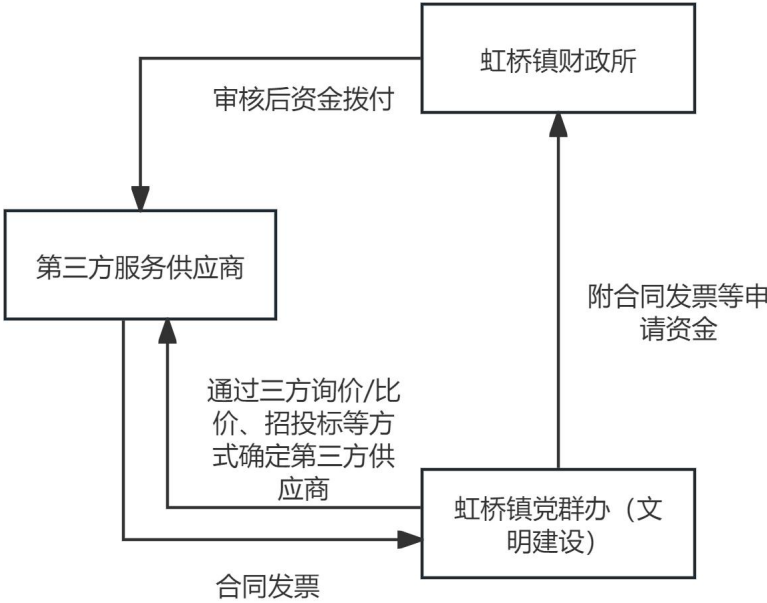 虹桥镇财政所
审核后资金拨付
第三方服务供应商
附合同发票等申
请资金
通过三方询价/比
价、招投标等方
式确定第三方供
应商
虹桥镇党群办（文
明建设）
合同发票